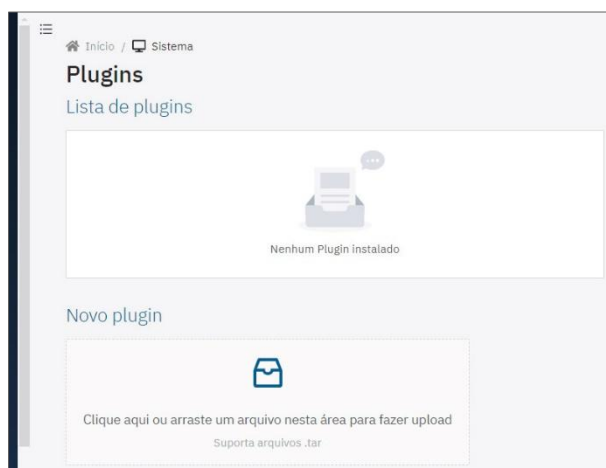 Início / Sistema
Plugins
Lista de plugins
Nenhum Plugin instalado
Novo plugin
Clique aqui ou arraste um arquivo nesta área para fazer upload
Suporta arquivos .tar